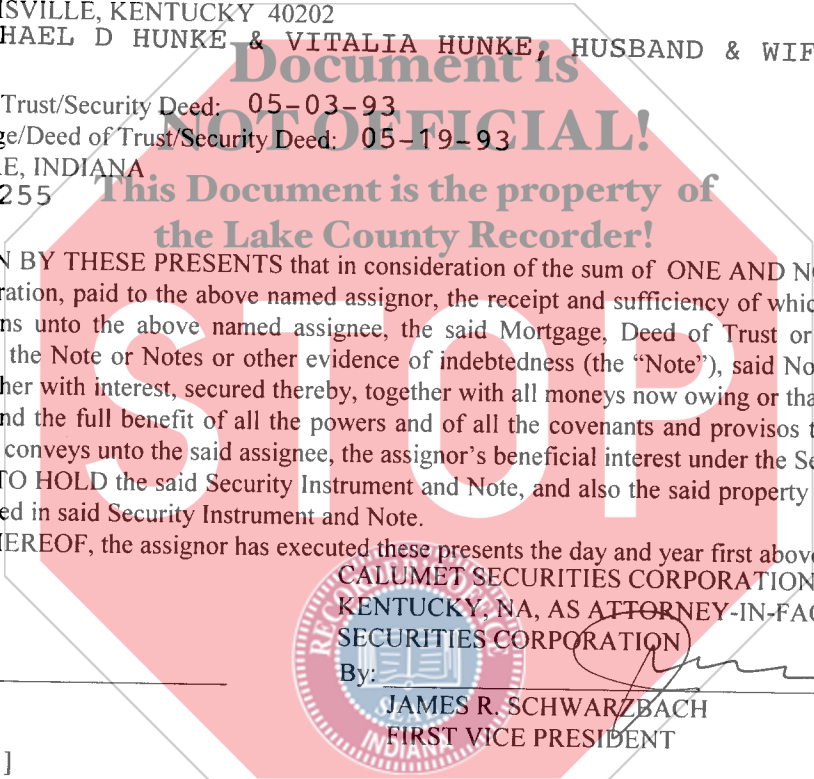 ISVILLE, KENTUCKY 40202
HAEL D HUNKE & VITALIA HUNKE, HUSBAND & WIF
Document is
Trust/Security Deed: 05-03-93
NOT OFFICIAL!
ge/Deed of Trust/Security Deed: 05-19-93
E, INDIANA
255
This Document is the property of
the Lake County Recorder!
N BY THESE PRESENTS that in consideration of the sum of ONE AND N
ration, paid to the above named assignor, the receipt and sufficiency of whic
ns unto the above named assignee, the said Mortgage, Deed of Trust or
the Note or Notes or other evidence of indebtedness (the “Note”), said No
her with interest, secured thereby, together with all moneys now owing or tha
nd the full benefit of all the powers and of all the covenants and provisos t
conveys unto the said assignee, the assignor's beneficial interest under the Se
TO HOLD the said Security Instrument and Note, and also the said property
ed in said Security Instrument and Note.
STOP
EREOF, the assignor has executed these presents the day and year first above
CALUMET SECURITIES CORPORATION
KENTUCKY, NA, AS ATTORNEY-IN-FAC
SECURITIES CORPORATION
By:
JAMES R. SCHWARZBACH
FIRST VICE PRESIDENT
SEAL
INDIANA
]